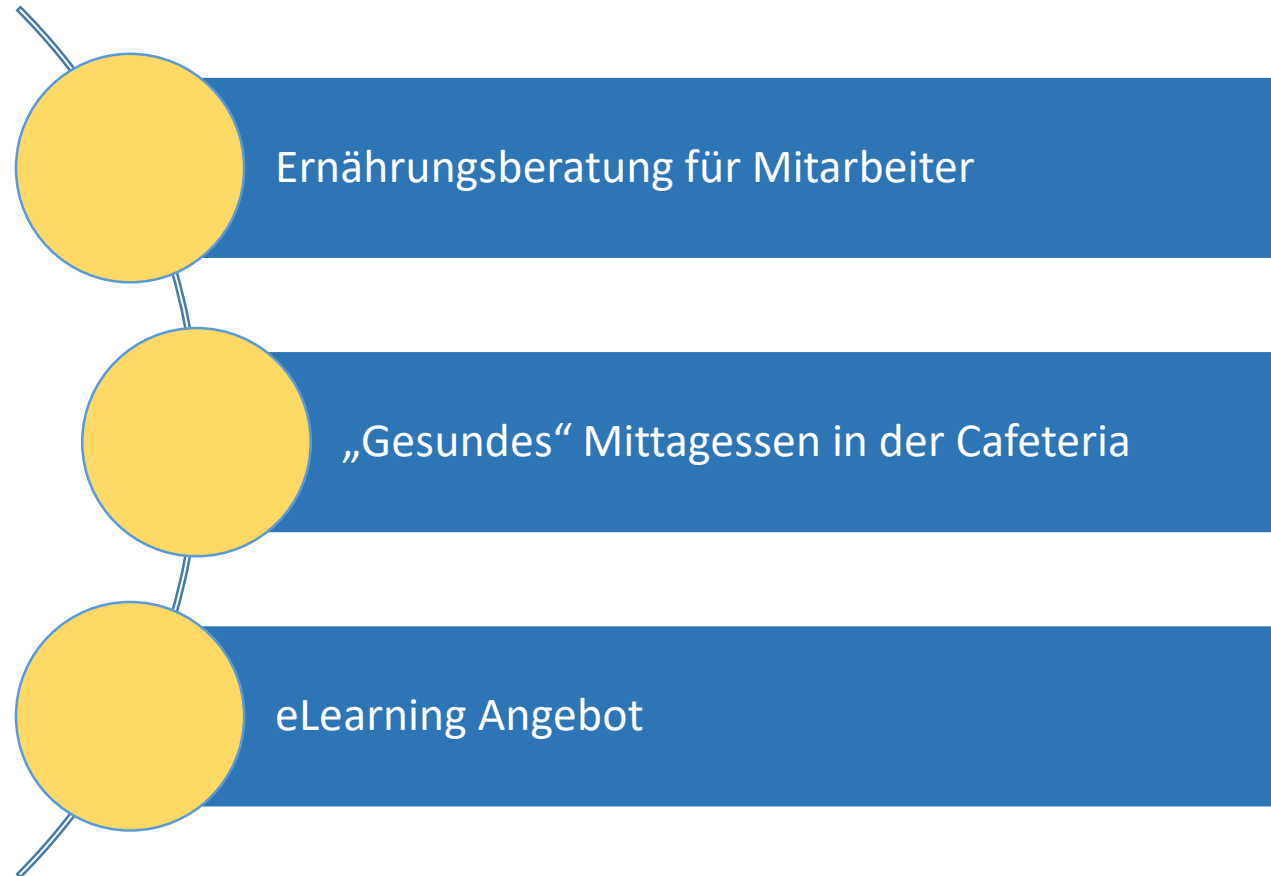 Ernährungsberatung für Mitarbeiter
„Gesundes“ Mittagessen in der Cafeteria
eLearning Angebot